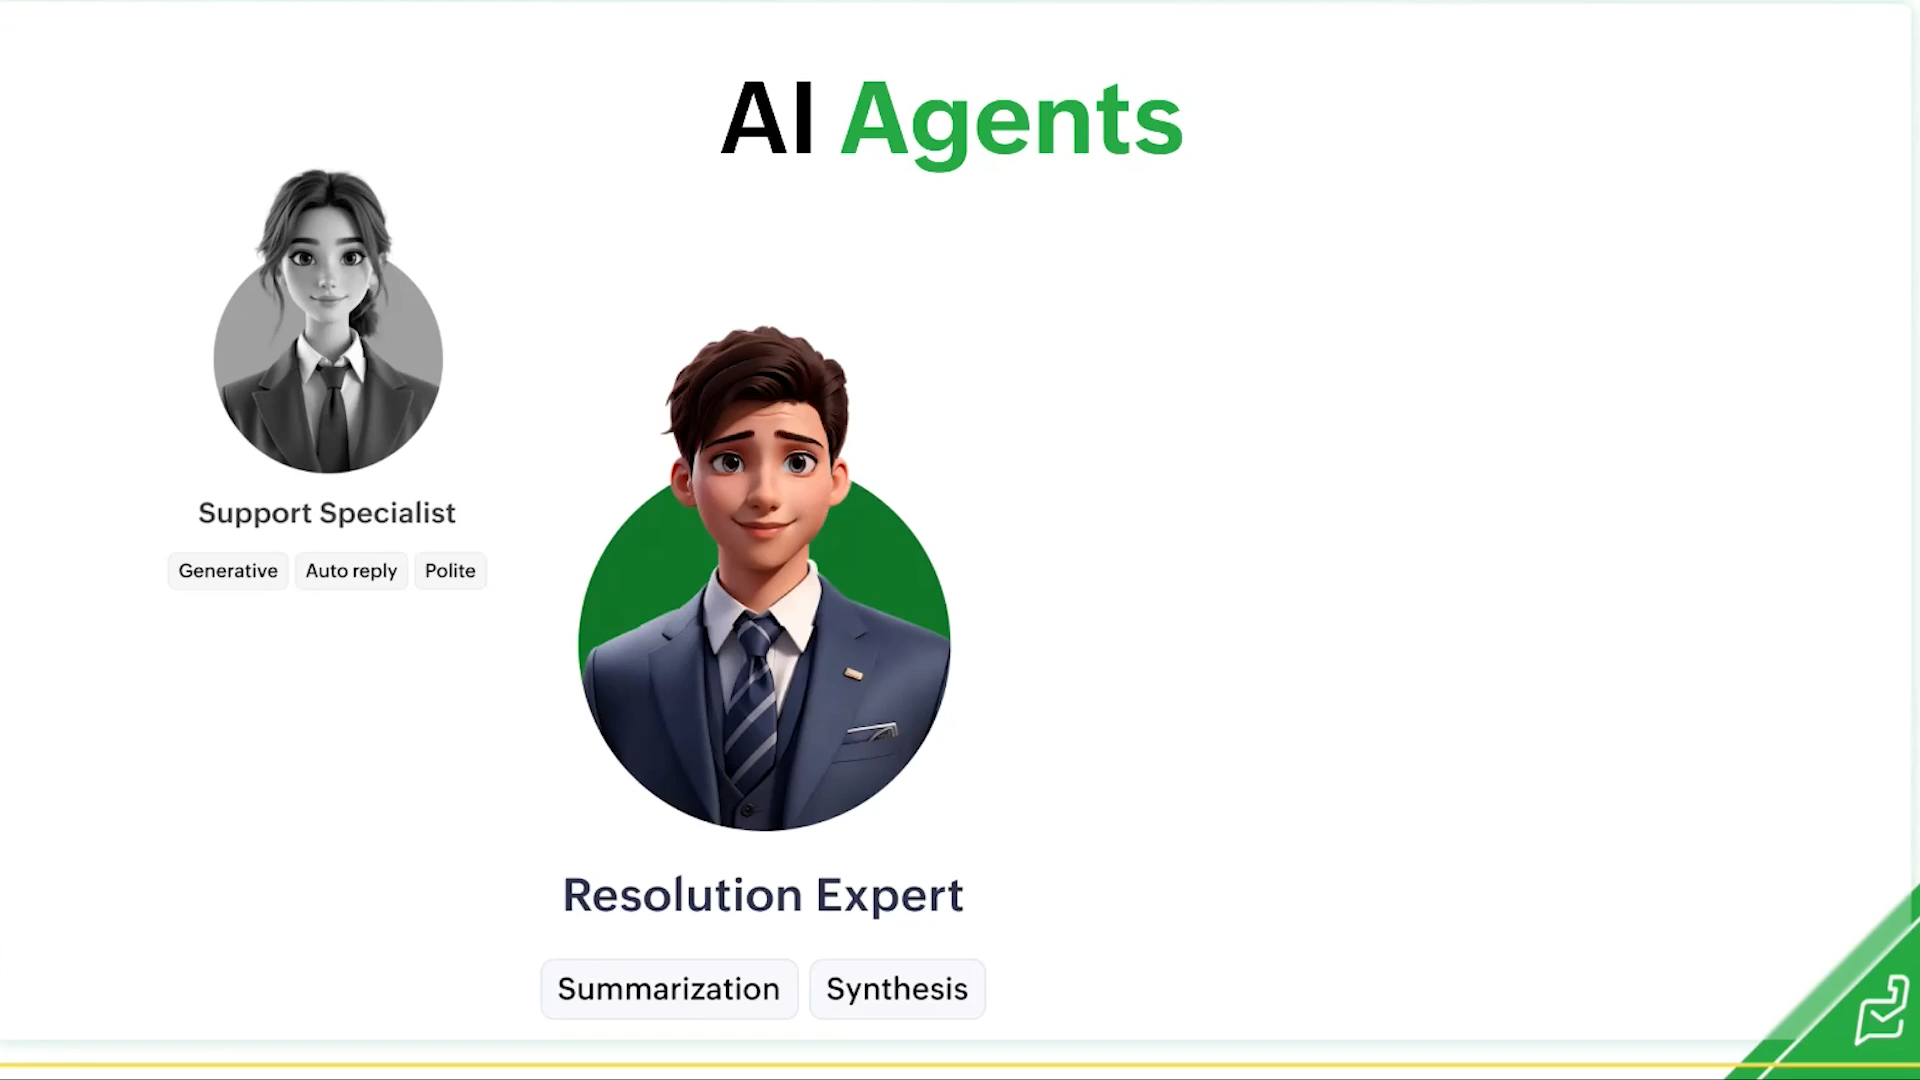 AI Agents
Support Specialist
Generative Auto reply Polite
Resolution Expert
Summarization Synthesis